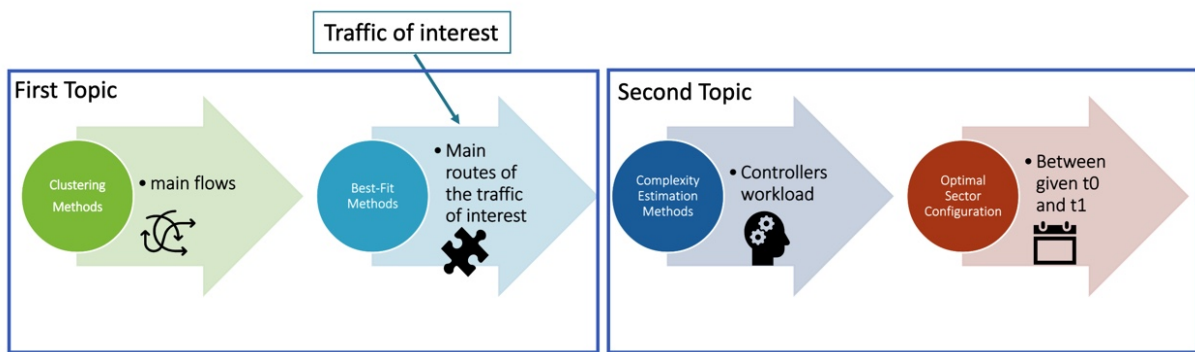 Traffic of interest
First Topic
Clustering
Methods
• main flows
Best-Fit
Methods
• Main
routes of
the traffic
of interest
Second Topic
Complexity
Estimation
Methods
• Controllers
workload
Optimal
Sector
Configuration
• Between
given t0
and t1